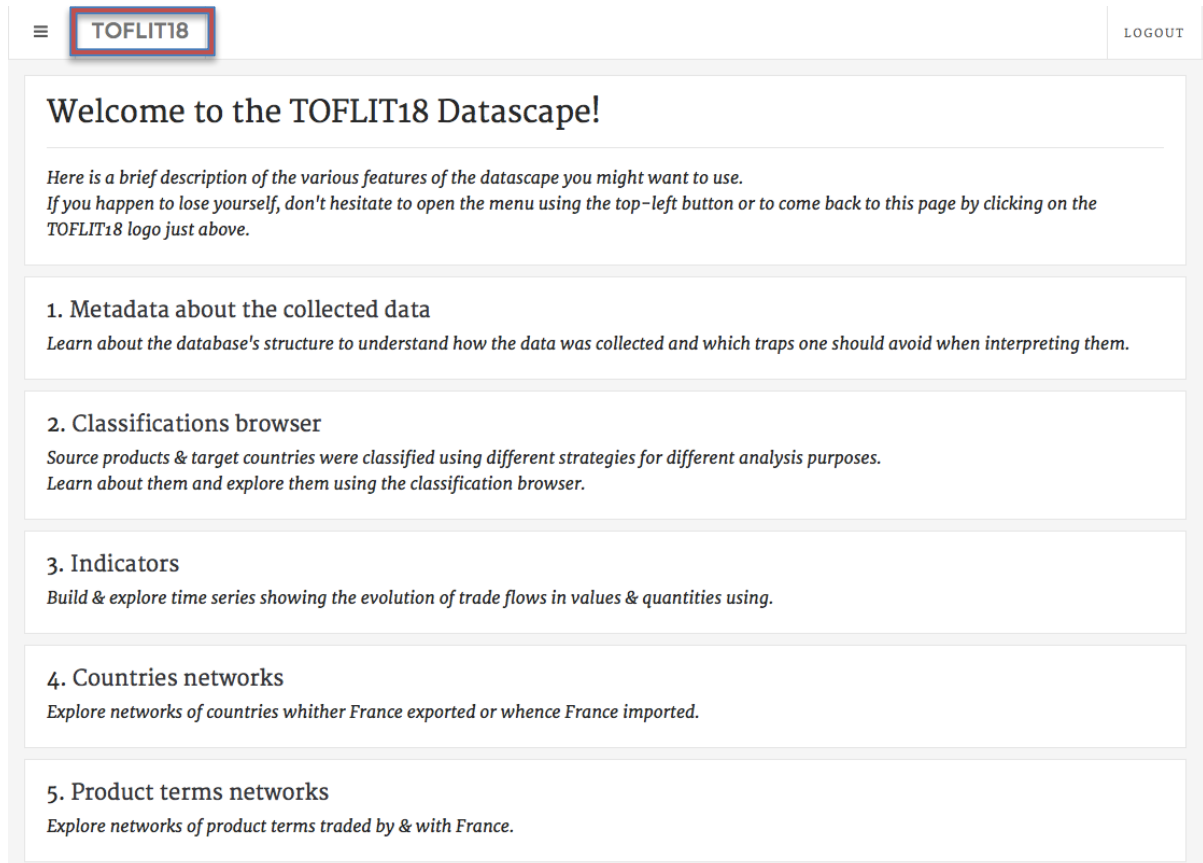 TOFLIT18
LOGOUT
Welcome to the TOFLIT18 Datascape!
Here is a brief description of the various features of the datascape you might want to use.
If you happen to lose yourself, don't hesitate to open the menu using the top-left button or to come back to this page by clicking on the
TOFLIT18 logo just above.
1. Metadata about the collected data
Learn about the database's structure to understand how the data was collected and which traps one should avoid when interpreting them.
2. Classifications browser
Source products & target countries were classified using different strategies for different analysis purposes.
Learn about them and explore them using the classification browser.
3. Indicators
Build & explore time series showing the evolution of trade flows in values & quantities using.
4. Countries networks
Explore networks of countries whither France exported or whence France imported.
5. Product terms networks
Explore networks of product terms traded by & with France.